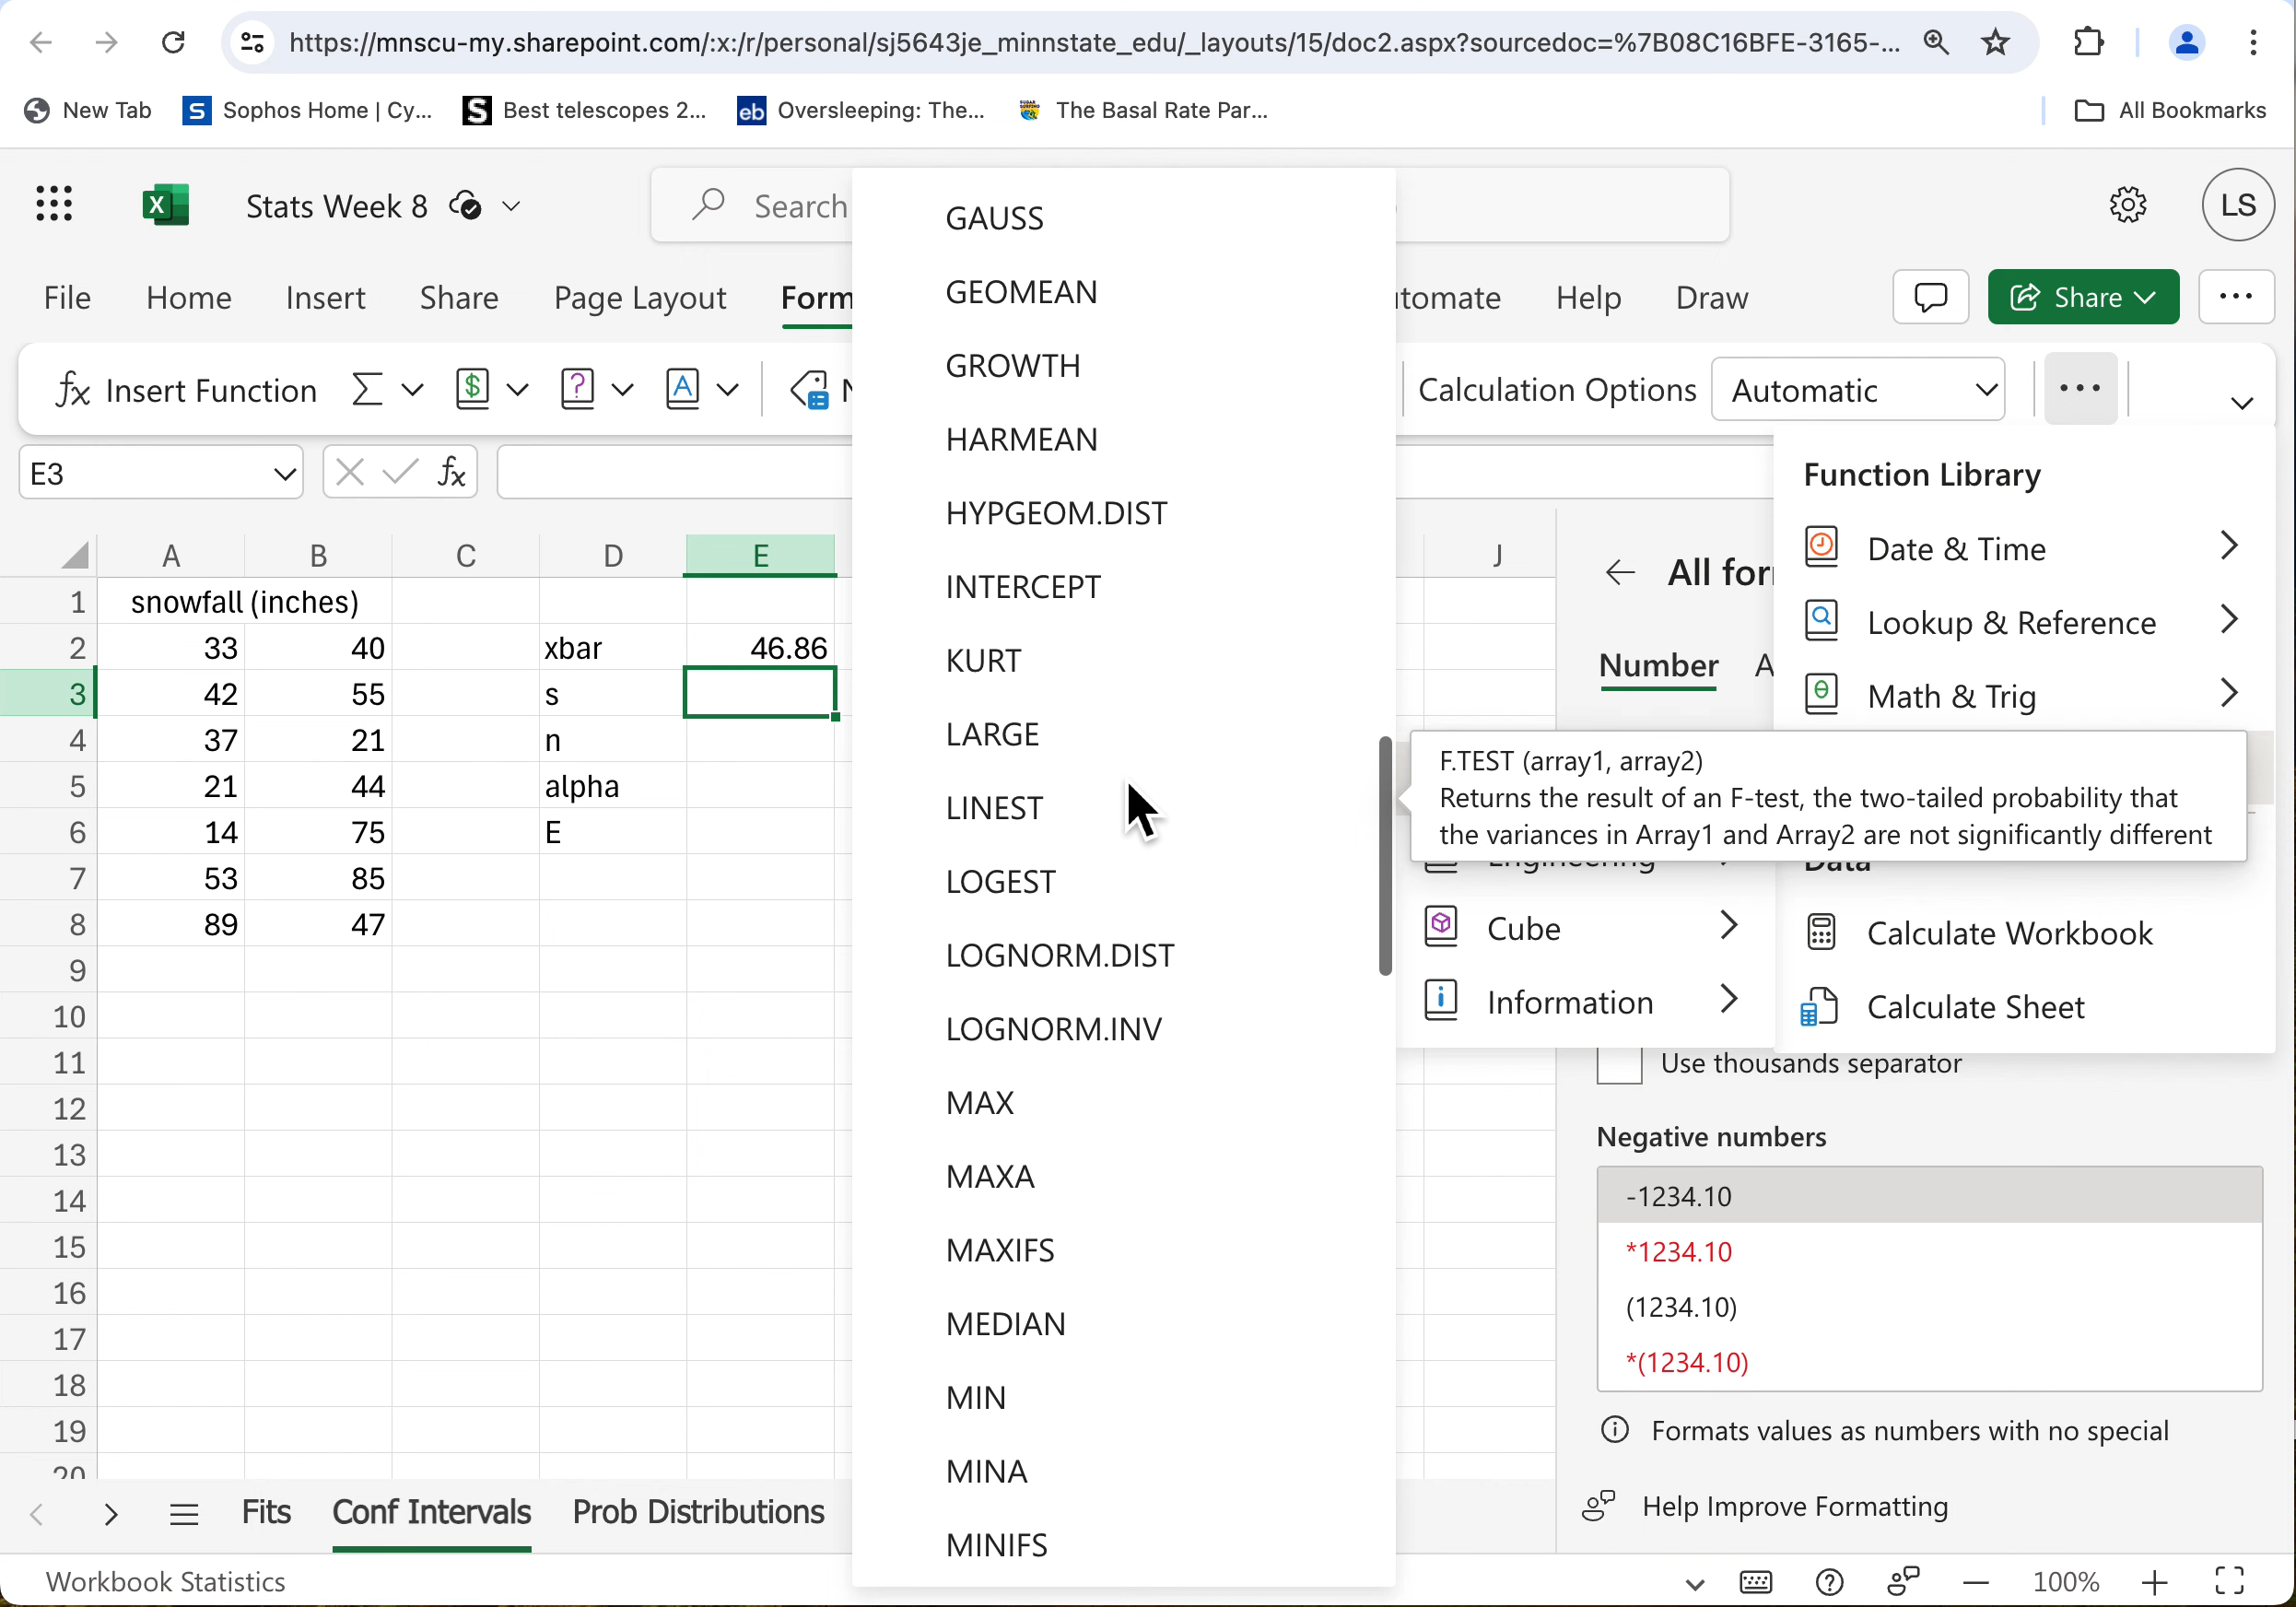 https://mnscu-my.sharepoint.com/:x:/r/personal/sj5643je_minnstate_edu/_layouts/15/doc2.aspx?sourcedoc=%7B08C16BFE-3165-...
New Tab Sophos Home | Cy... Best telescopes 2... Oversleeping: The... The Basal Rate Par... All Bookmarks
Stats Week 8 Search LS
File Home Insert Share Page Layout Form tomate Help Draw Share
fx Insert Function N Calculation Options Automatic
E3 fx
A B C D E J
1 snowfall (inches)
2 33 40 xbar 46.86
3 42 55 s
4 37 21 n
5 21 44 alpha
6 14 75 E
7 53 85
8 89 47
9
10
11
12
13
14
15
16
17
18
19
20
GAUSS
GEOMEAN
GROWTH
HARMEAN
HYPGEOM.DIST
INTERCEPT
KURT
LARGE
LINEST
LOGEST
LOGNORM.DIST
LOGNORM.INV
MAX
MAXA
MAXIFS
MEDIAN
MIN
MINA
MINIFS
Function Library
Date & Time
Lookup & Reference
Math & Trig
F.TEST (array1, array2)
Returns the result of an F-test, the two-tailed probability that
the variances in Array1 and Array2 are not significantly different
Engineering
Cube
Information
Data
Calculate Workbook
Calculate Sheet
All for
Number A
Use thousands separator
Negative numbers
-1234.10
*1234.10
(1234.10)
*(1234.10)
Formats values as numbers with no special
Help Improve Formatting
Fits Conf Intervals Prob Distributions
Workbook Statistics 100%